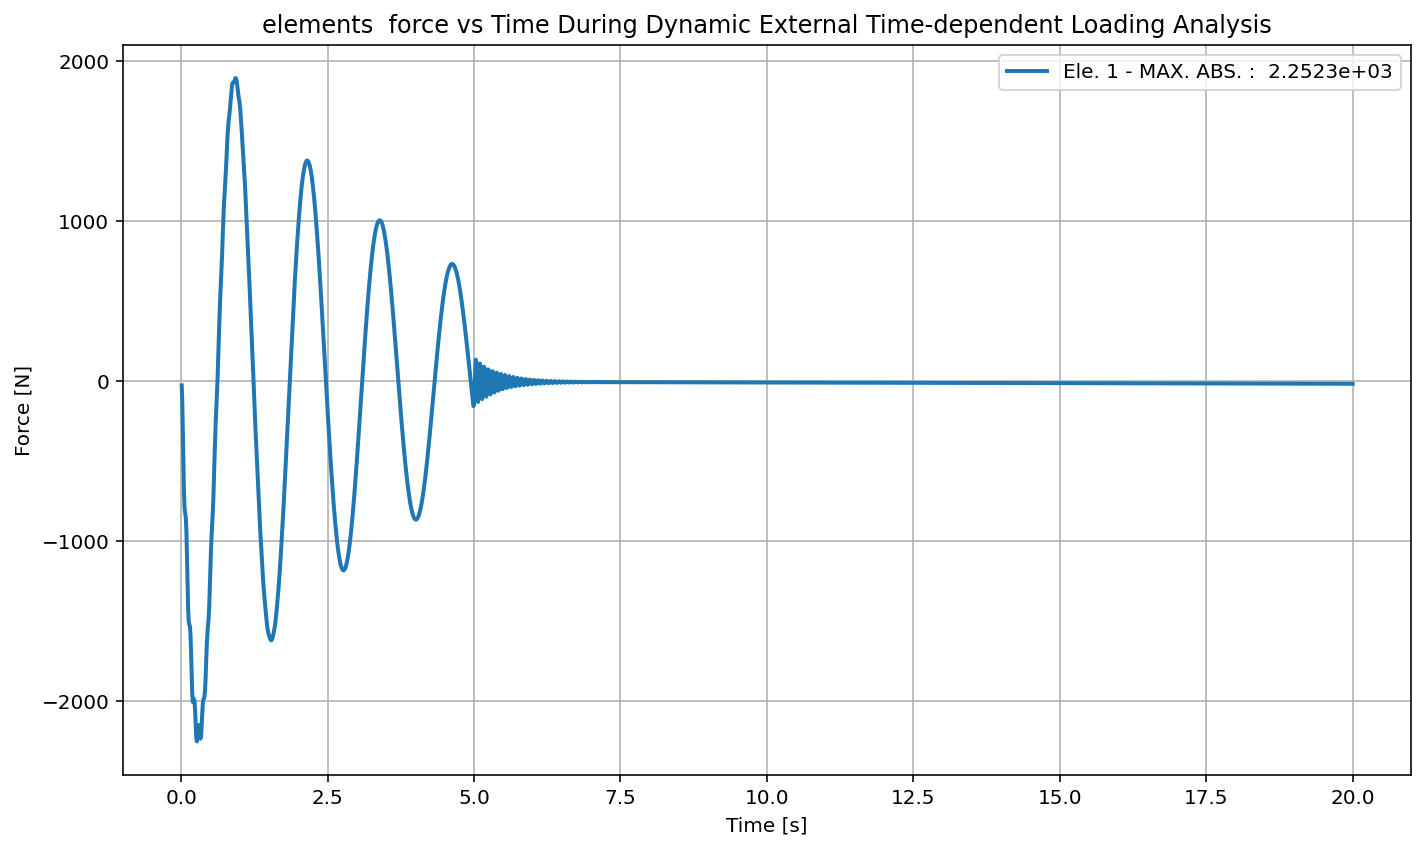 elements  force vs Time During Dynamic External Time-dependent Loading Analysis
Ele. 1 - MAX. ABS. :  2.2523e+03
2000
1000
0
−1000
−2000
Force [N]
0.0 2.5 5.0 7.5 10.0 12.5 15.0 17.5 20.0
Time [s]